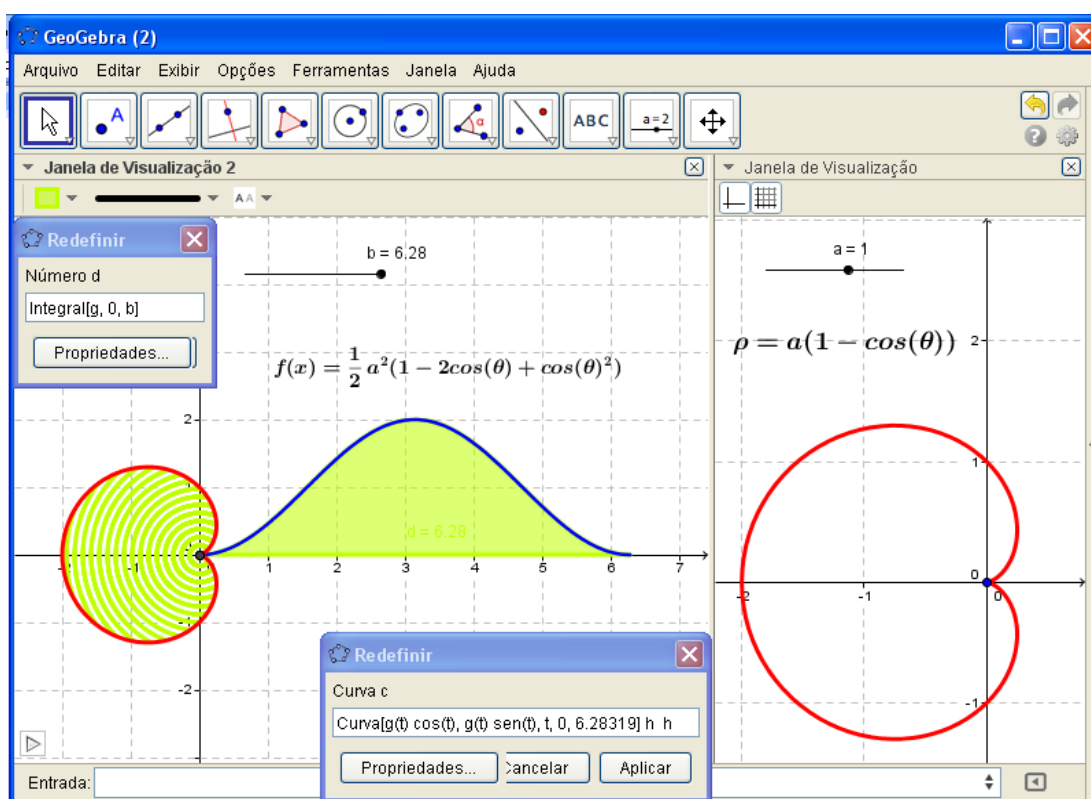 GeoGebra (2)
Arquivo Editar Exibir Opções Ferramentas Janela Ajuda
A
α
ABC
a=2
Janela de Visualização 2
Janela de Visualização
A A
Redefinir
Número d
Integral[g, 0, b]
Propriedades...
b = 6.28
f(x) = \frac{1}{2} a²(1 − 2cos(θ) + cos(θ)²)
2
d = 6.28
1 2 3 4 5 6 7
-2
a = 1
ρ = a(1 − cos(θ))
2
1
0
-2 -1 0
-1
Redefinir
Curva c
Curva[g(t) cos(t), g(t) sen(t), t, 0, 6.28319] h h
Propriedades... Cancelar Aplicar
Entrada: